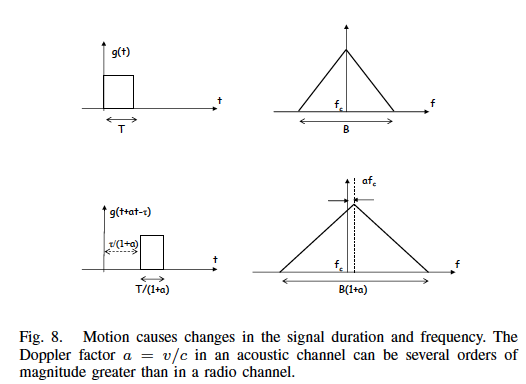 g(t)
t
T
f_c
f
B
g(t+at-τ)
τ/(1+a)
t
T/(1+a)
af_c
f_c
f
B(1+a)
Fig. 8. Motion causes changes in the signal duration and frequency. The
Doppler factor a = v/c in an acoustic channel can be several orders of
magnitude greater than in a radio channel.